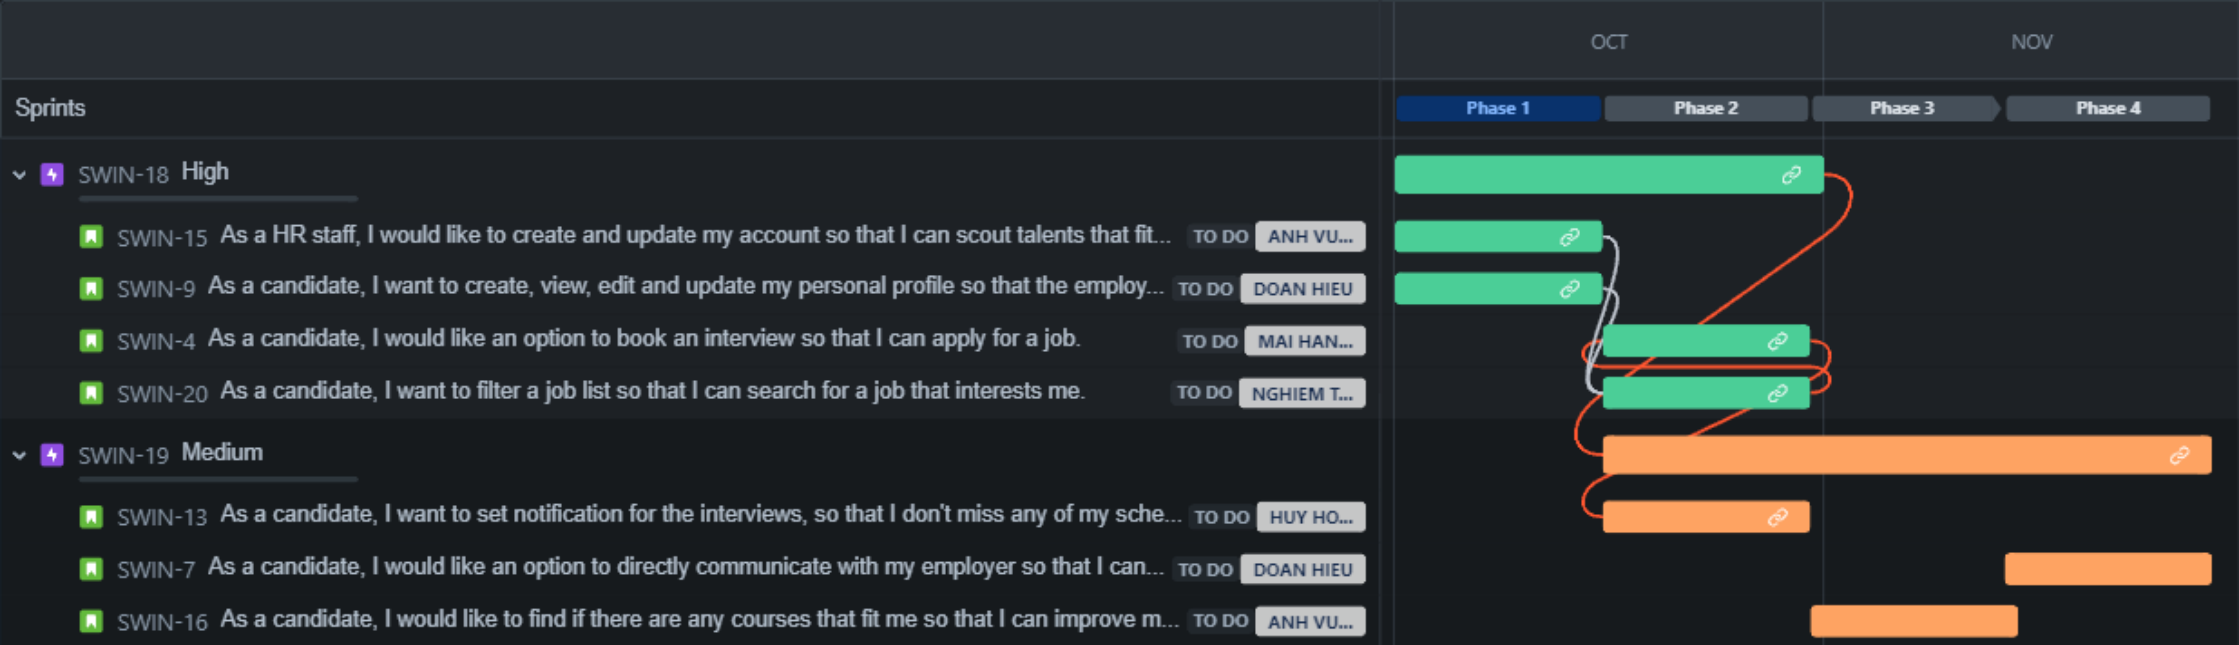 OCT NOV
Sprints Phase 1 Phase 2 Phase 3 Phase 4
SWIN-18 High
SWIN-15 As a HR staff, I would like to create and update my account so that I can scout talents that fit... TO DO ANH VU...
SWIN-9 As a candidate, I want to create, view, edit and update my personal profile so that the employ... TO DO DOAN HIEU
SWIN-4 As a candidate, I would like an option to book an interview so that I can apply for a job. TO DO MAI HAN...
SWIN-20 As a candidate, I want to filter a job list so that I can search for a job that interests me. TO DO NGHIEM T...
SWIN-19 Medium
SWIN-13 As a candidate, I want to set notification for the interviews, so that I don't miss any of my sche... TO DO HUY HO...
SWIN-7 As a candidate, I would like an option to directly communicate with my employer so that I can... TO DO DOAN HIEU
SWIN-16 As a candidate, I would like to find if there are any courses that fit me so that I can improve m... TO DO ANH VU...